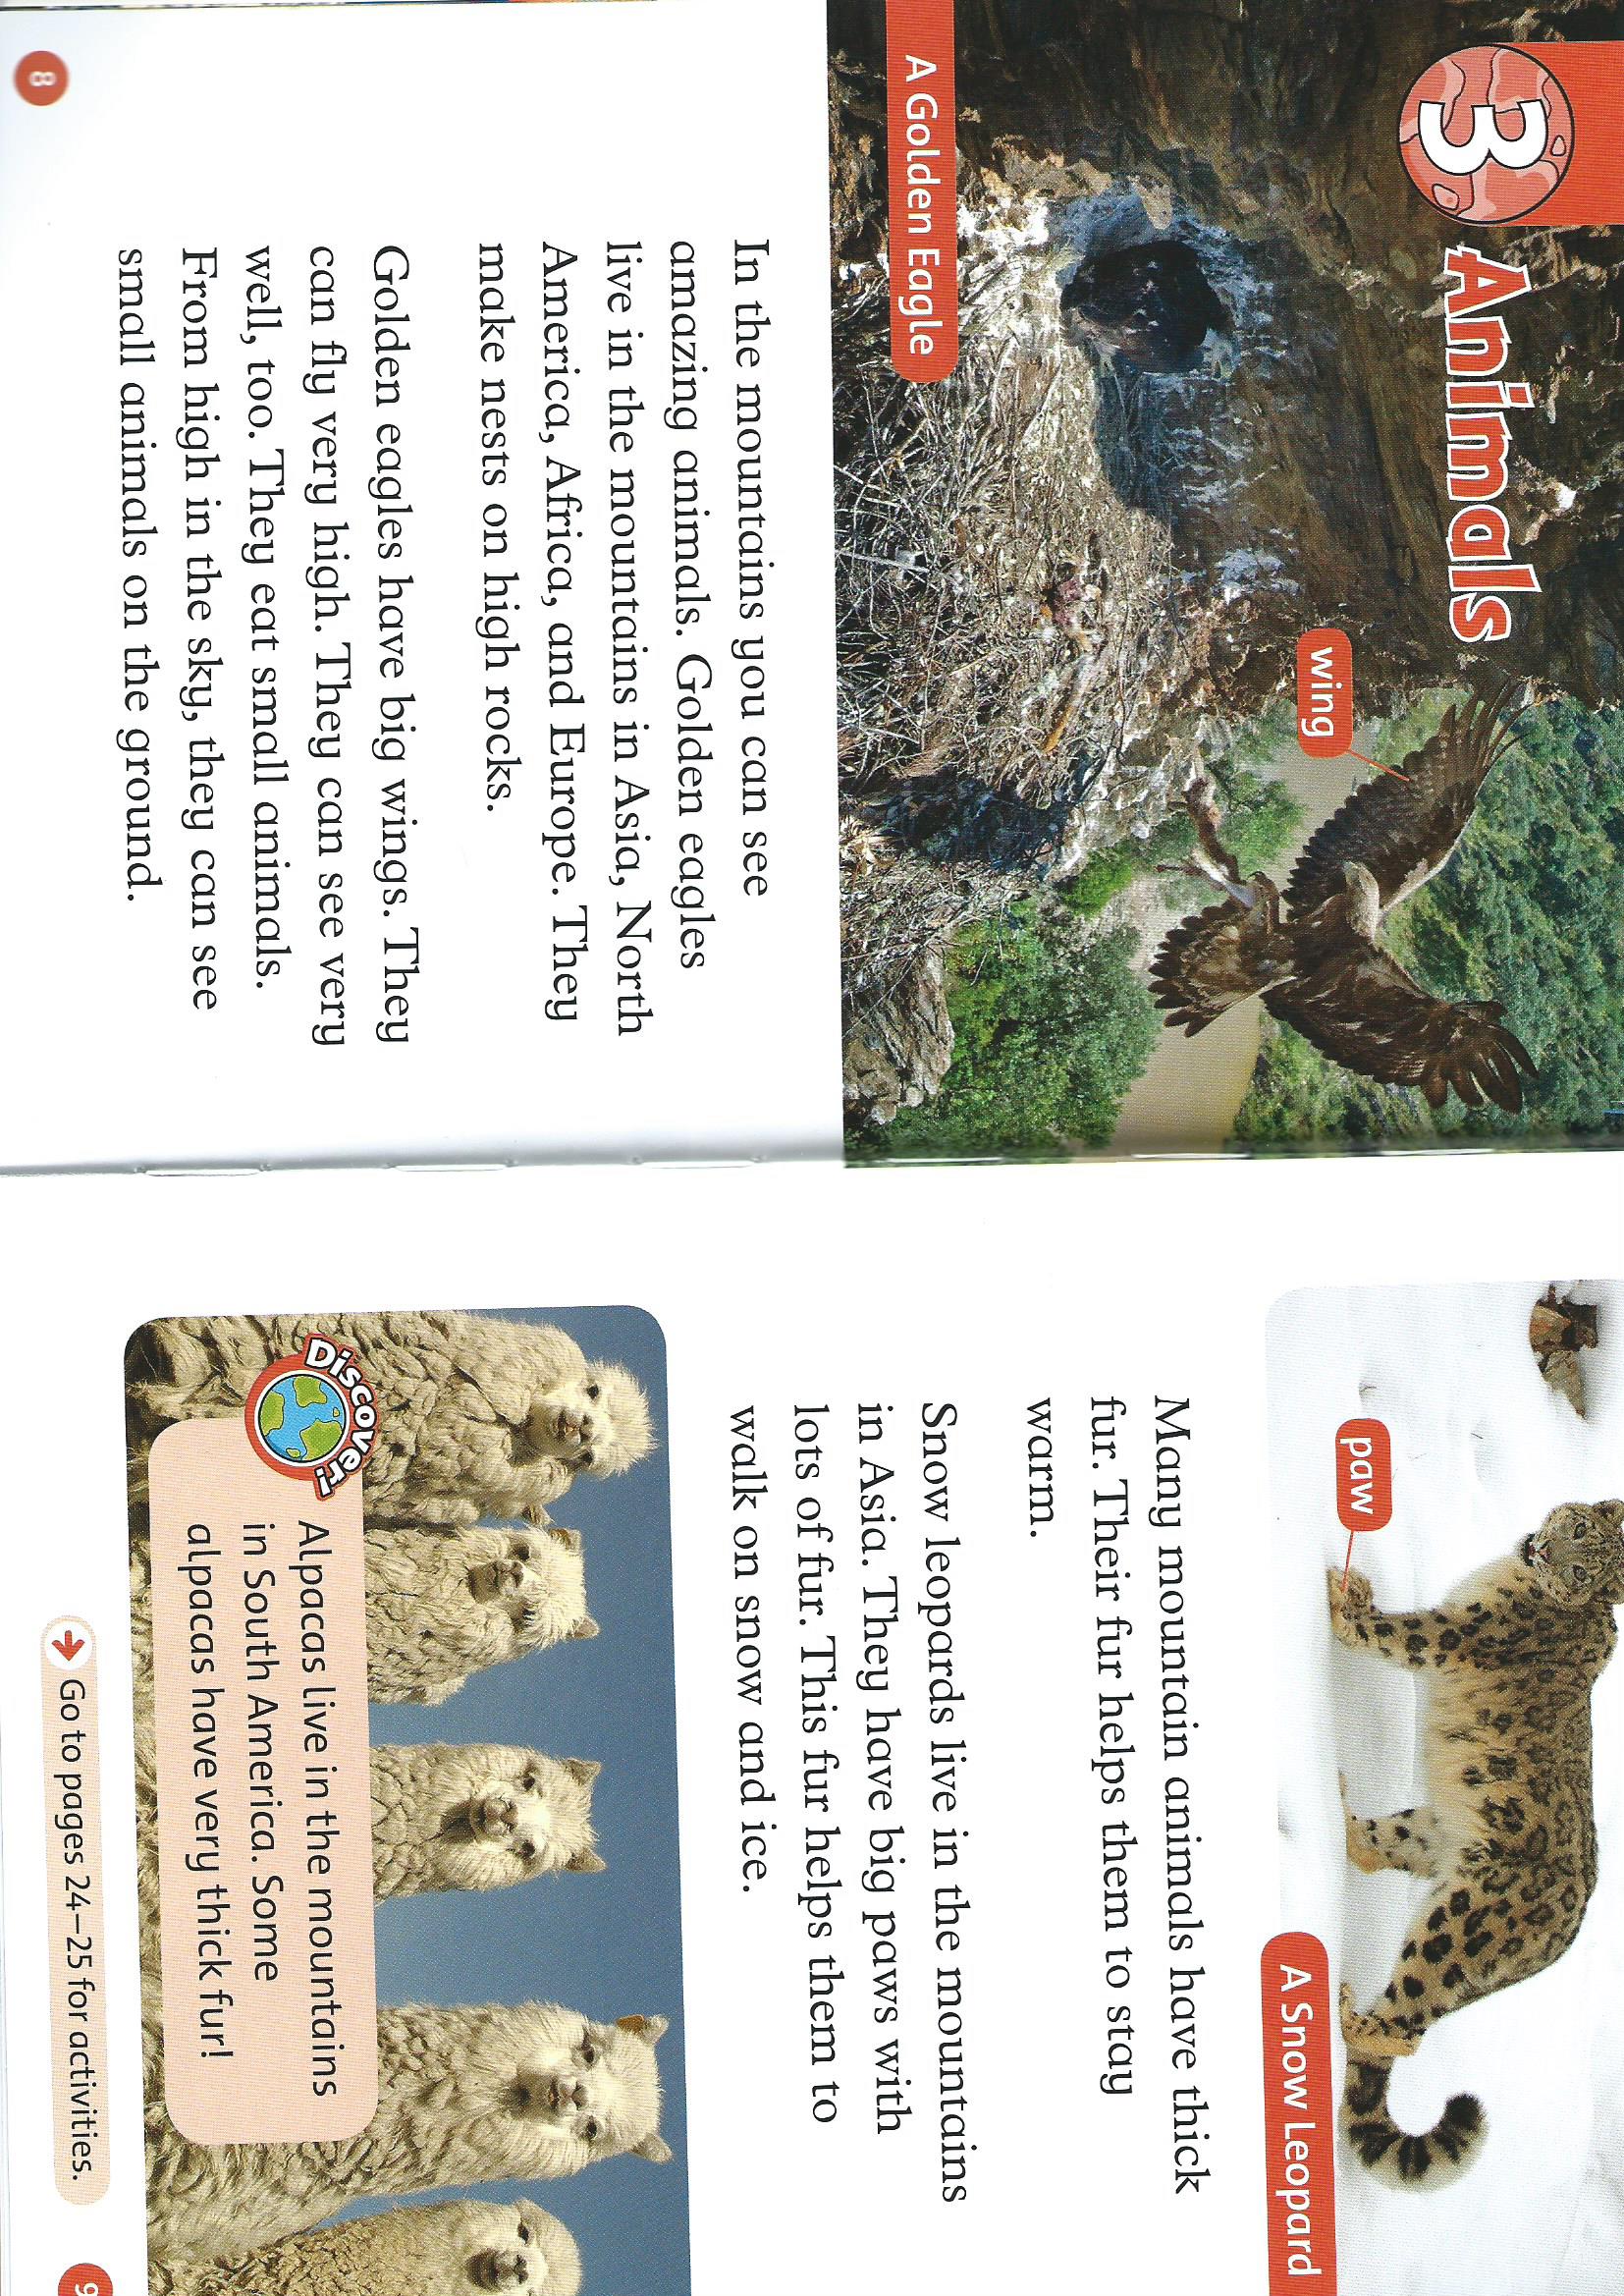 3
Animals
wing
A Golden Eagle
In the mountains you can see
amazing animals. Golden eagles
live in the mountains in Asia, North
America, Africa, and Europe. They
make nests on high rocks.
Golden eagles have big wings. They
can fly very high. They can see very
well, too. They eat small animals.
From high in the sky, they can see
small animals on the ground.
8
paw
A Snow Leopard
Many mountain animals have thick
fur. Their fur helps them to stay
warm.
Snow leopards live in the mountains
in Asia. They have big paws with
lots of fur. This fur helps them to
walk on snow and ice.
Discover!
Alpacas live in the mountains
in South America. Some
alpacas have very thick fur!
Go to pages 24–25 for activities.
9